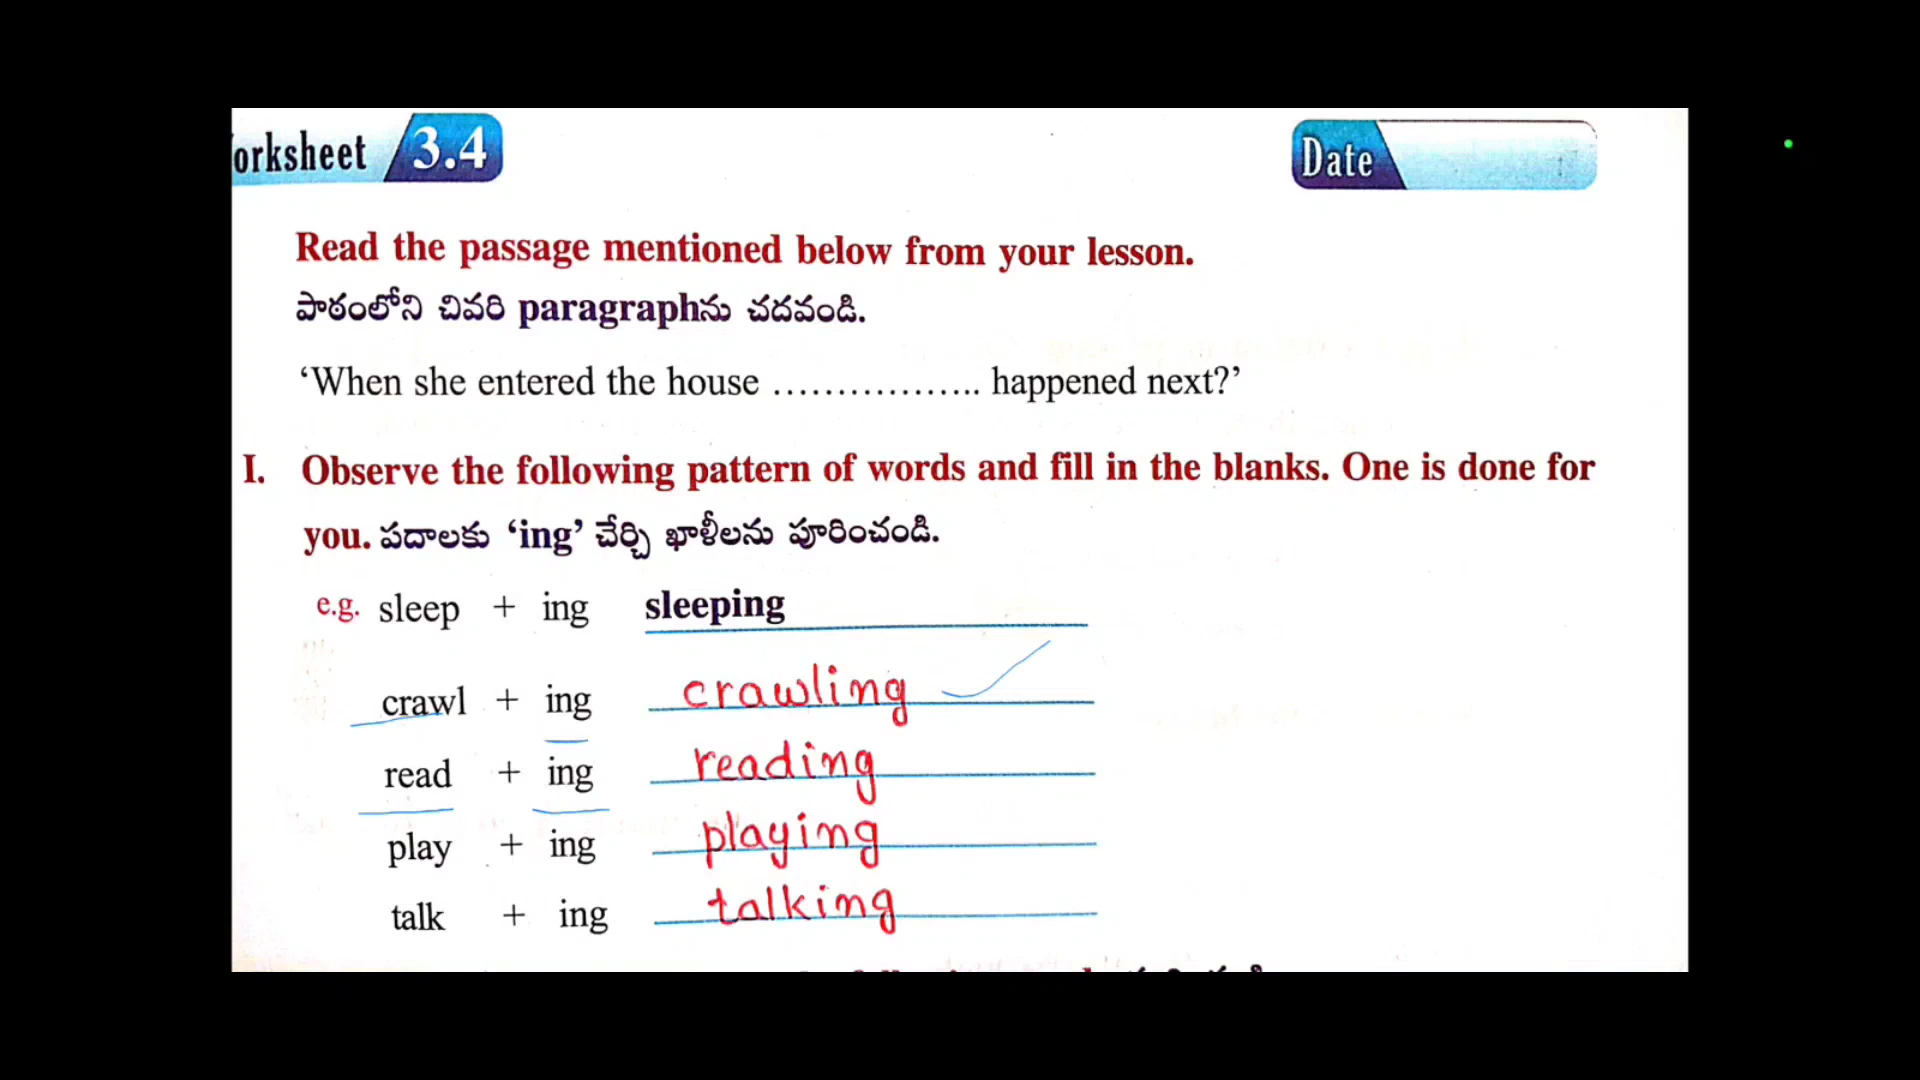 orksheet 3.4
Date
Read the passage mentioned below from your lesson.
పాఠంలోని చివరి paragraphను చదవండి.
‘When she entered the house ................. happened next?’
I. Observe the following pattern of words and fill in the blanks. One is done for
you. పదాలకు ‘ing’ చేర్చి ఖాళీలను పూరించండి.
e.g. sleep + ing sleeping
crawl + ing crawling
read + ing reading
play + ing playing
talk + ing talking